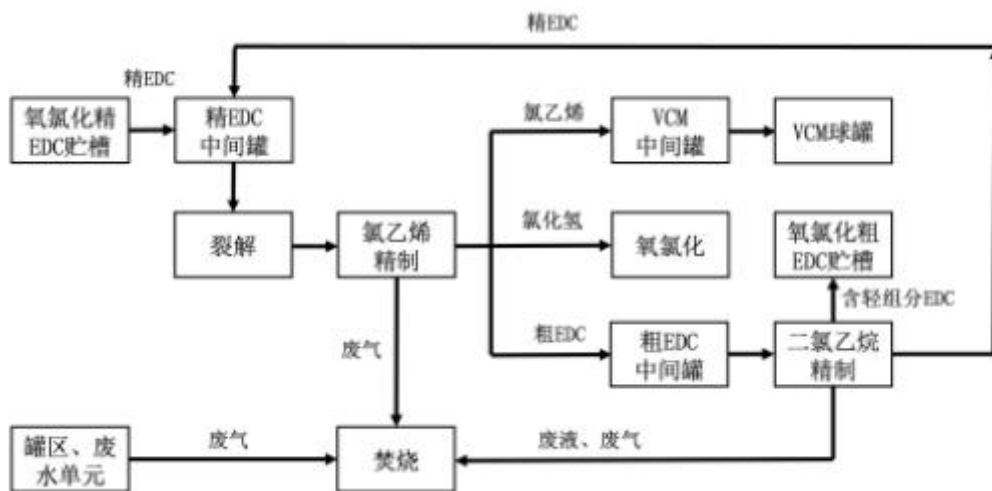 精EDC
精EDC
氧氯化精
EDC贮槽
精EDC
中间罐
氯乙烯
VCM
中间罐
VCM球罐
裂解
氯乙烯
精制
氯化氢
氧氯化
氧氯化粗
EDC贮槽
含轻组分EDC
废气
粗EDC
粗EDC
中间罐
二氯乙烷
精制
罐区、废
水单元
废气
焚烧
废液、废气